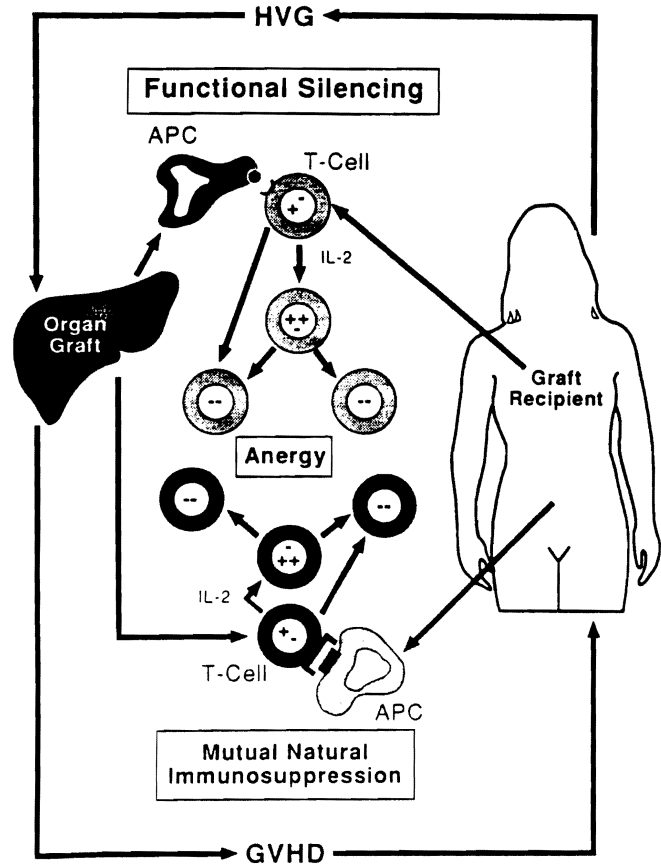 HVG
Functional Silencing
APC
T-Cell
+-
IL-2
++
-
Organ
Graft
Graft
Recipient
--
--
Anergy
--
--
-
++
IL-2
+-
T-Cell
APC
Mutual Natural
Immunosuppression
GVHD